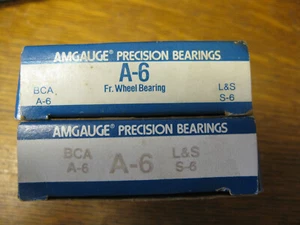 AMGAUGE® PRECISION BEARINGS
A-6
Fr. Wheel Bearing
BCA
A-6
L&S
S-6
AMGAUGE® PRECISION BEARINGS
BCA
A-6
A-6
L&S
S-6